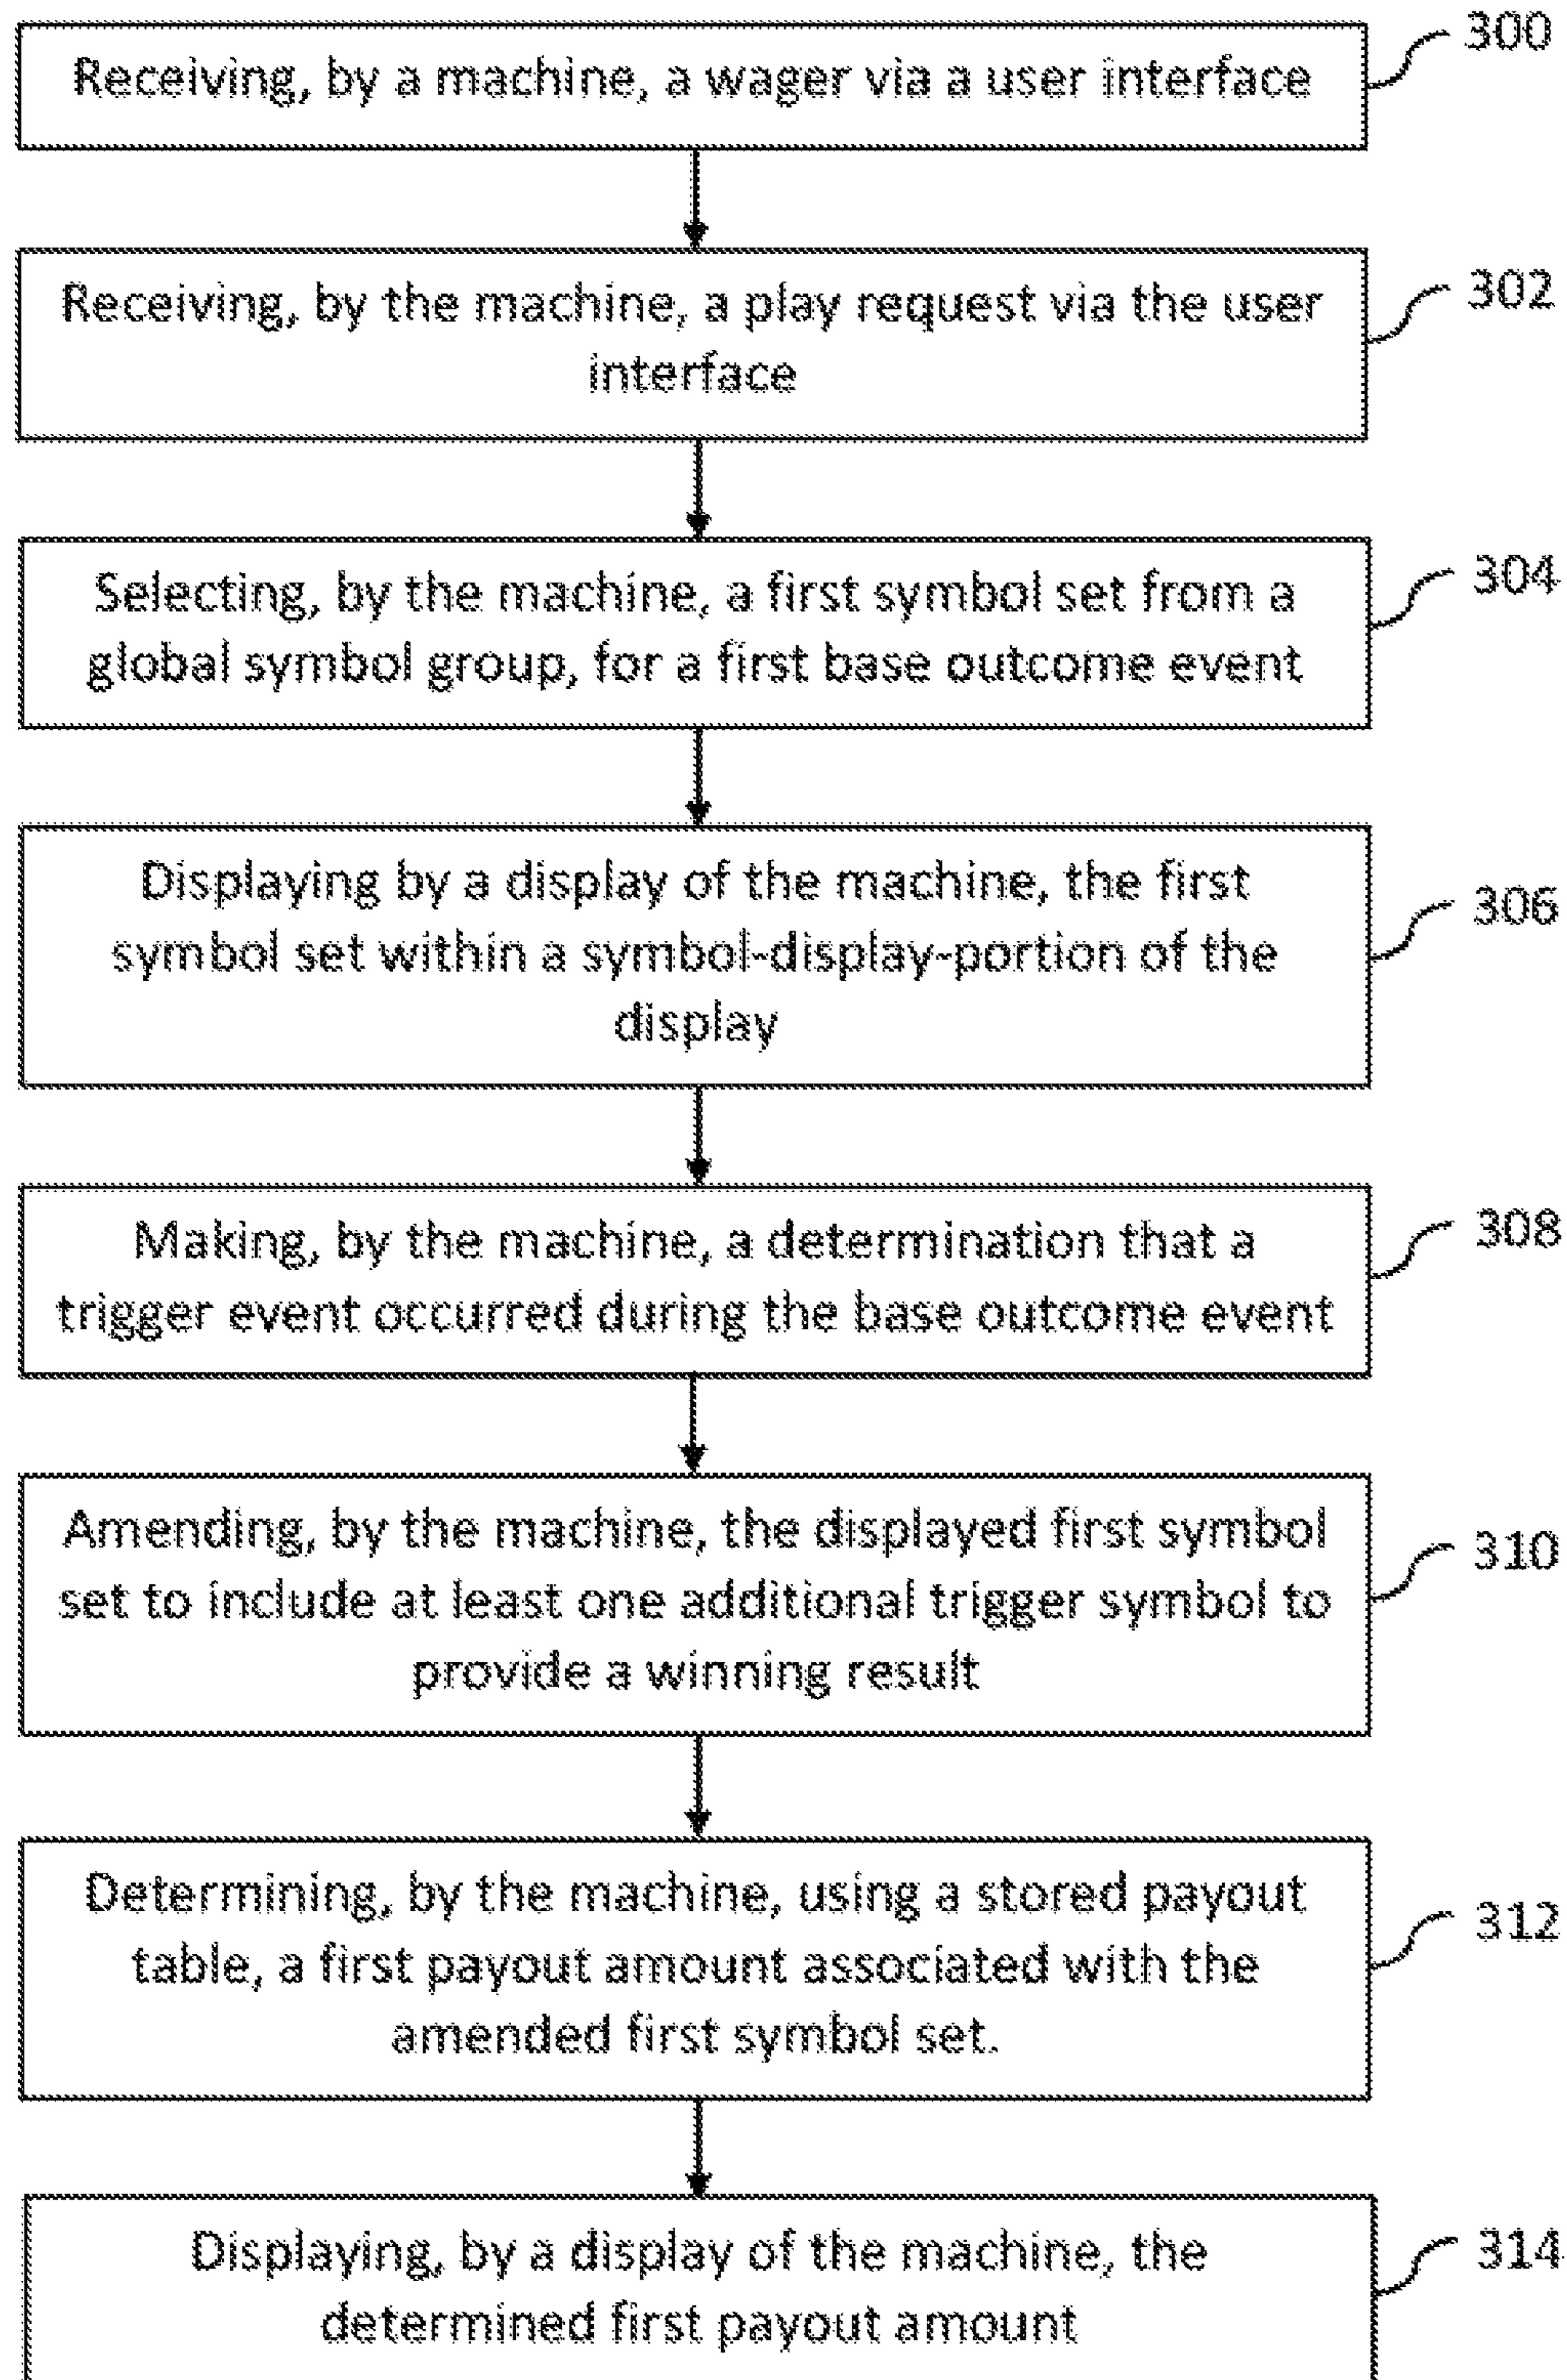 300
Receiving, by a machine, a wager via a user interface
302
Receiving, by the machine, a play request via the user
interface
304
Selecting, by the machine, a first symbol set from a
global symbol group, for a first base outcome event
306
Displaying by a display of the machine, the first
symbol set within a symbol-display-portion of the
display
308
Making, by the machine, a determination that a
trigger event occurred during the base outcome event
310
Amending, by the machine, the displayed first symbol
set to include at least one additional trigger symbol to
provide a winning result
312
Determining, by the machine, using a stored payout
table, a first payout amount associated with the
amended first symbol set.
314
Displaying, by a display of the machine, the
determined first payout amount